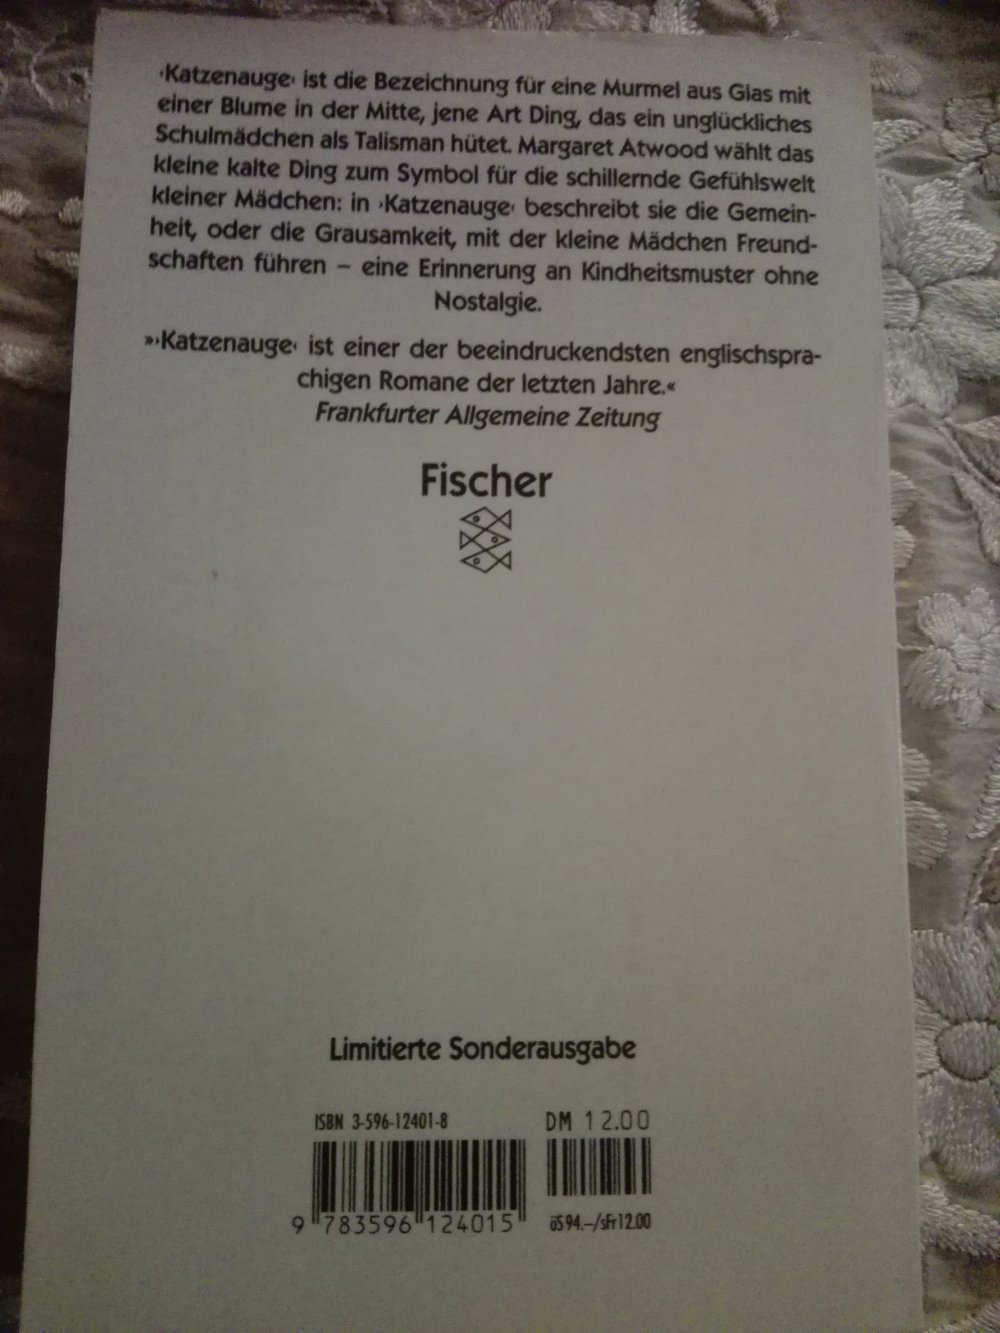 ›Katzenauge‹ ist die Bezeichnung für eine Murmel aus Glas mit
einer Blume in der Mitte, jene Art Ding, das ein unglückliches
Schulmädchen als Talisman hütet. Margaret Atwood wählt das
kleine kalte Ding zum Symbol für die schillernde Gefühlswelt
kleiner Mädchen: in ›Katzenauge‹ beschreibt sie die Gemein-
heit, oder die Grausamkeit, mit der kleine Mädchen Freund-
schaften führen – eine Erinnerung an Kindheitsmuster ohne
Nostalgie.
»›Katzenauge‹ ist einer der beeindruckendsten englischspra-
chigen Romane der letzten Jahre.«
Frankfurter Allgemeine Zeitung
Fischer
Limitierte Sonderausgabe
ISBN 3-596-12401-8 DM 12.00
9 783596 124015 öS 94.–/sFr 12.00